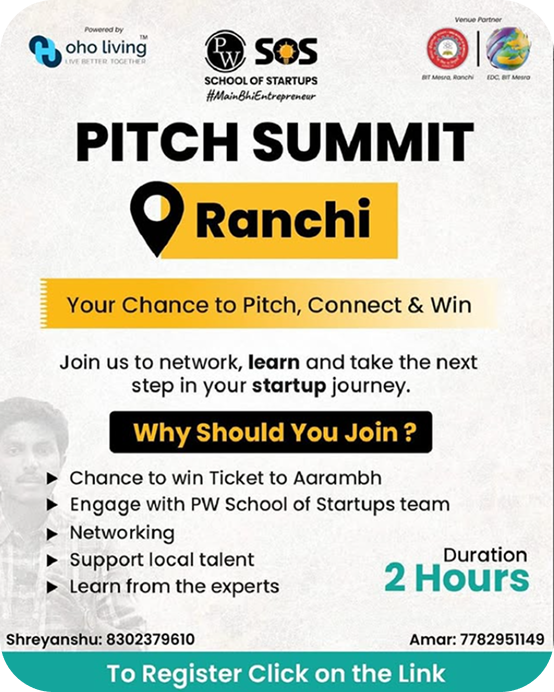 Powered by
oho living™
LIVE BETTER TOGETHER
PW
SOS
SCHOOL OF STARTUPS
#MainBhiEntrepreneur
Venue Partner
BIT Mesra, Ranchi
EDC, BIT Mesra
PITCH SUMMIT
Ranchi
Your Chance to Pitch, Connect & Win
Join us to network, learn and take the next
step in your startup journey.
Why Should You Join ?
Chance to win Ticket to Aarambh
Engage with PW School of Startups team
Networking
Support local talent
Learn from the experts
Duration
2 Hours
Shreyanshu: 8302379610
Amar: 7782951149
To Register Click on the Link